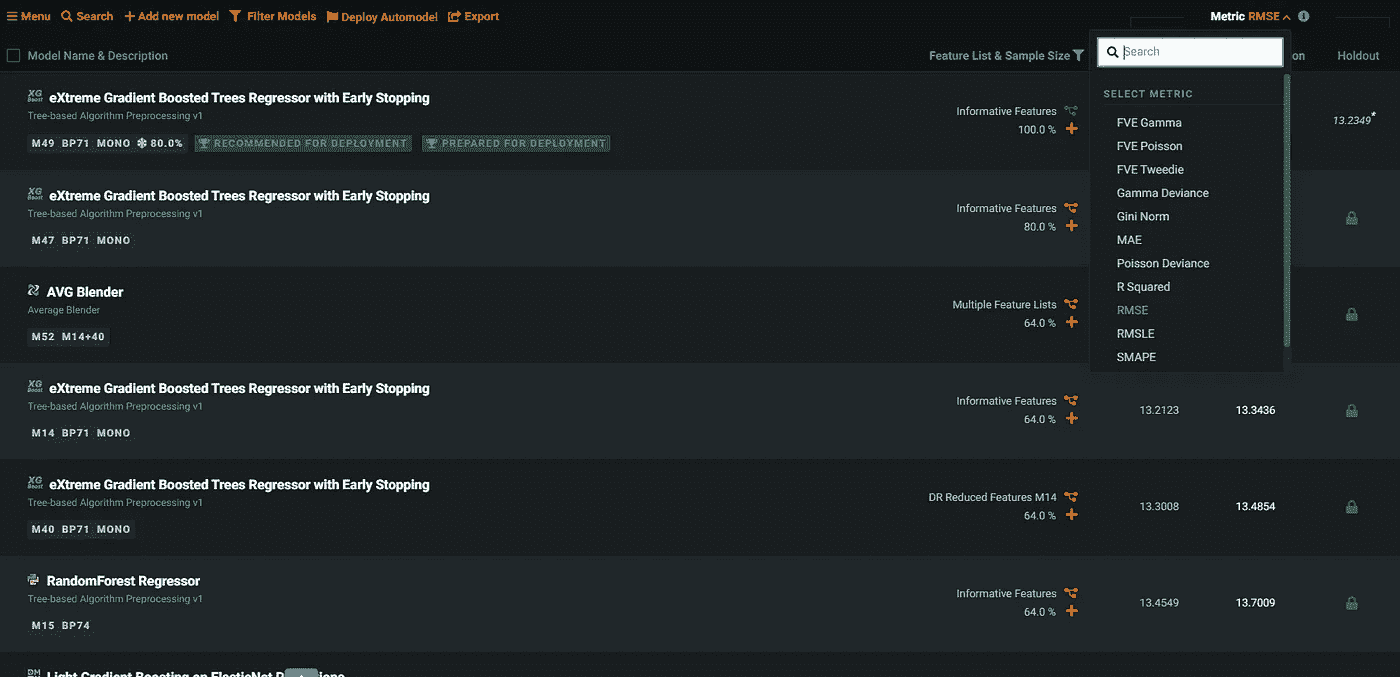 Menu Search Add new model Filter Models Deploy Automodel Export Metric RMSE
Model Name & Description Feature List & Sample Size on Holdout
Search
SELECT METRIC
FVE Gamma
FVE Poisson
FVE Tweedie
Gamma Deviance
Gini Norm
MAE
Poisson Deviance
R Squared
RMSE
RMSLE
SMAPE
XG Boost eXtreme Gradient Boosted Trees Regressor with Early Stopping
Tree-based Algorithm Preprocessing v1
M49 BP71 MONO 80.0% RECOMMENDED FOR DEPLOYMENT PREPARED FOR DEPLOYMENT
Informative Features
100.0 % +
13.2349*
XG Boost eXtreme Gradient Boosted Trees Regressor with Early Stopping
Tree-based Algorithm Preprocessing v1
M47 BP71 MONO
Informative Features
80.0 % +
AVG Blender
Average Blender
M52 M14+40
Multiple Feature Lists
64.0 % +
XG Boost eXtreme Gradient Boosted Trees Regressor with Early Stopping
Tree-based Algorithm Preprocessing v1
M14 BP71 MONO
Informative Features
64.0 % +
13.2123 13.3436
XG Boost eXtreme Gradient Boosted Trees Regressor with Early Stopping
Tree-based Algorithm Preprocessing v1
M40 BP71 MONO
DR Reduced Features M14
64.0 % +
13.3008 13.4854
RandomForest Regressor
Tree-based Algorithm Preprocessing v1
M15 BP74
Informative Features
64.0 % +
13.4549 13.7009
Light Gradient Boosting on ElasticNet